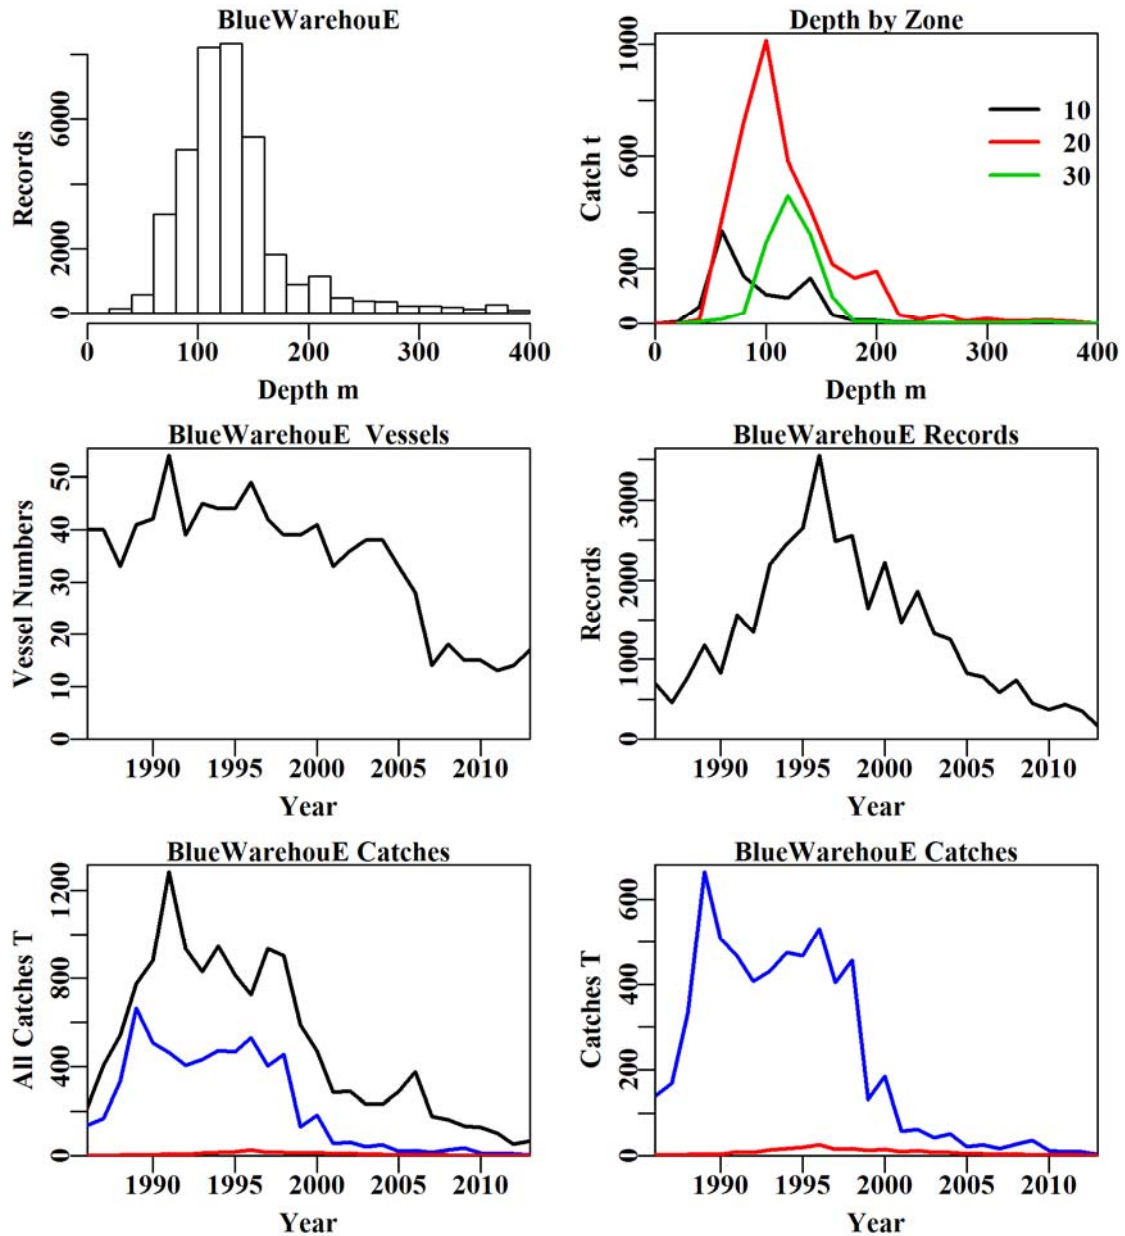 BlueWarehouE
Records
6000
2000
0
0 100 200 300 400
Depth m
Depth by Zone
Catch t
1000
600
200
0
10
20
30
0 100 200 300 400
Depth m
BlueWarehouE Vessels
Vessel Numbers
50
40
30
20
10
0
1990 1995 2000 2005 2010
Year
BlueWarehouE Records
Records
3000
2000
1000
0
1990 1995 2000 2005 2010
Year
BlueWarehouE Catches
All Catches T
1200
800
400
0
1990 1995 2000 2005 2010
Year
BlueWarehouE Catches
Catches T
600
400
200
0
1990 1995 2000 2005 2010
Year